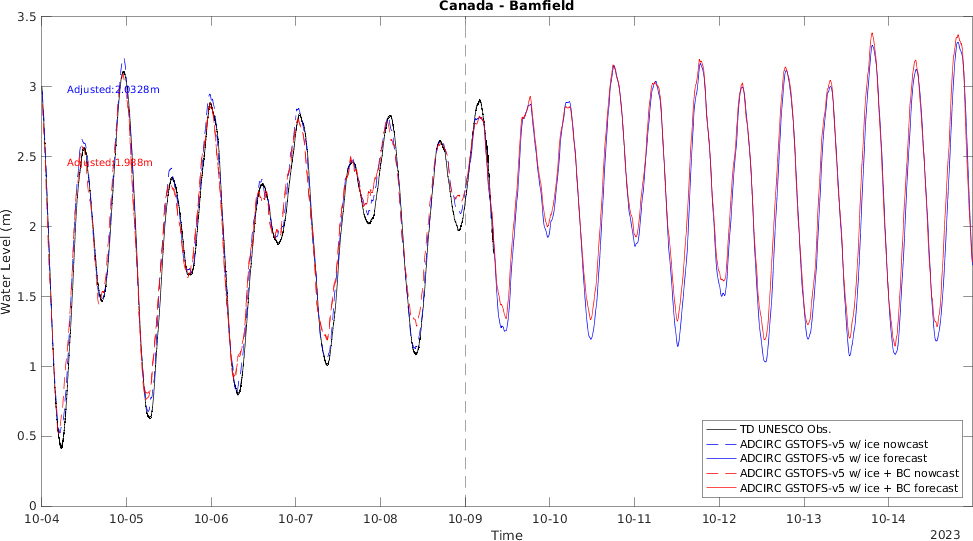 Canada - Bamfield
3.5
3
2.5
2
1.5
1
0.5
0
Water Level (m)
Adjusted:2.0328m
Adjusted:1.988m
TD UNESCO Obs.
ADCIRC GSTOFS-v5 w/ ice nowcast
ADCIRC GSTOFS-v5 w/ ice forecast
ADCIRC GSTOFS-v5 w/ ice + BC nowcast
ADCIRC GSTOFS-v5 w/ ice + BC forecast
10-04 10-05 10-06 10-07 10-08 10-09 10-10 10-11 10-12 10-13 10-14
Time
2023